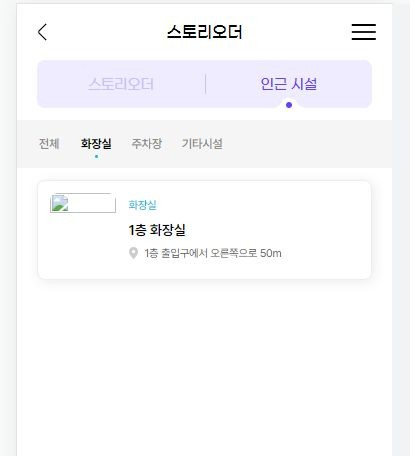 스토리오더
스토리오더 인근 시설
전체 화장실 주차장 기타시설
화장실
1층 화장실
1층 출입구에서 오른쪽으로 50m